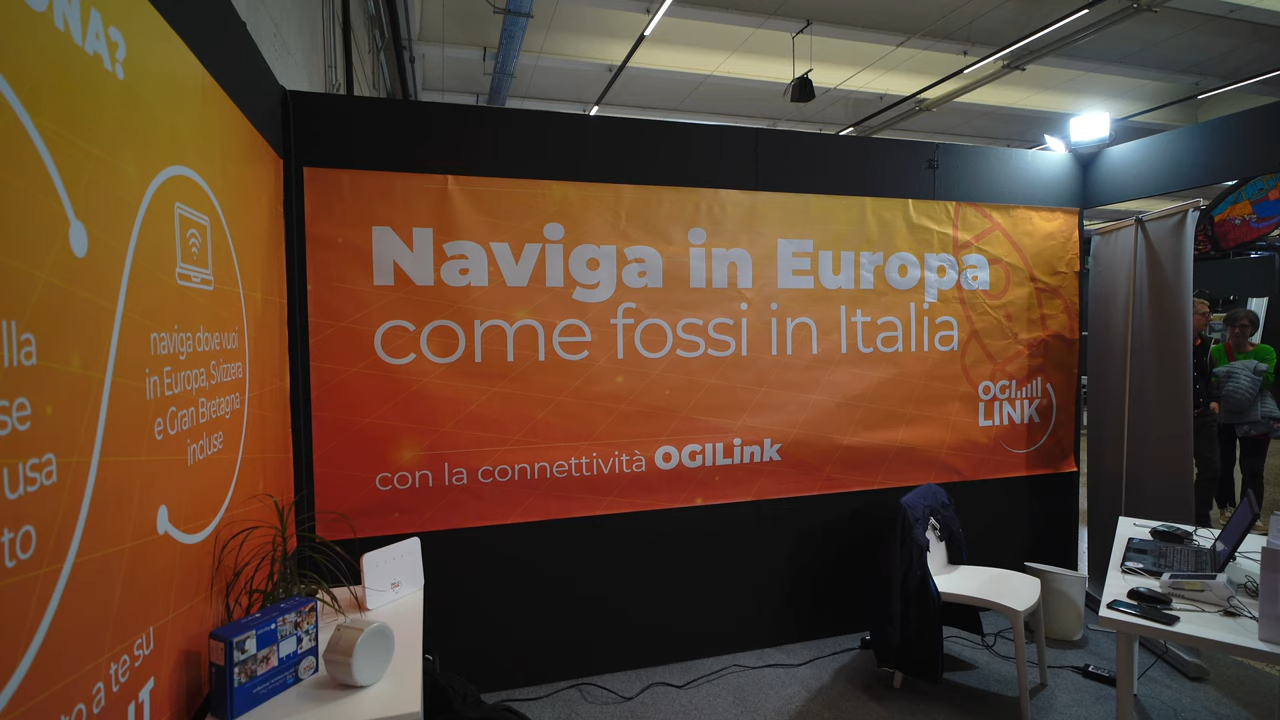 Naviga in Europa
come fossi in Italia
con la connettività OGILink
OGI
LINK
naviga dove vuoi
in Europa, Svizzera
e Gran Bretagna
incluse
lla
se
usa
to
o a te su
IT